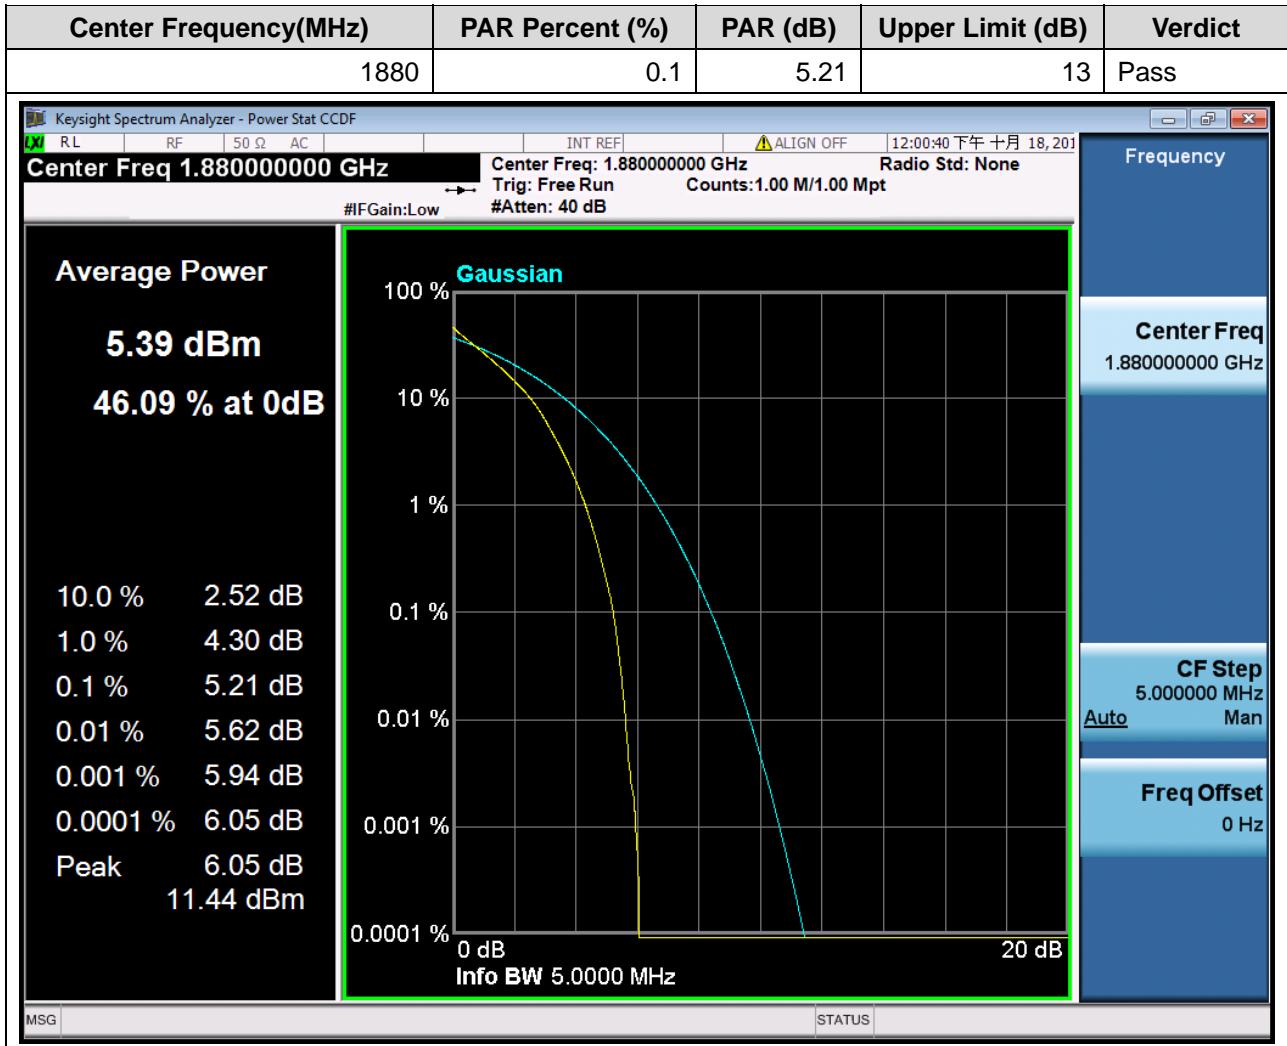 Center Frequency(MHz) PAR Percent (%) PAR (dB) Upper Limit (dB) Verdict
1880 0.1 5.21 13 Pass
Keysight Spectrum Analyzer - Power Stat CCDF
LXI RL RF 50 Ω AC INT REF ALIGN OFF 12:00:40 下午 十月 18, 201
Center Freq 1.880000000 GHz
Center Freq: 1.880000000 GHz Radio Std: None
Trig: Free Run Counts:1.00 M/1.00 Mpt
#IFGain:Low #Atten: 40 dB
Average Power
5.39 dBm
46.09 % at 0dB
10.0 % 2.52 dB
1.0 % 4.30 dB
0.1 % 5.21 dB
0.01 % 5.62 dB
0.001 % 5.94 dB
0.0001 % 6.05 dB
Peak 6.05 dB
11.44 dBm
Gaussian
100 %
10 %
1 %
0.1 %
0.01 %
0.001 %
0.0001 %
0 dB 20 dB
Info BW 5.0000 MHz
Frequency
Center Freq
1.880000000 GHz
CF Step
5.000000 MHz
Auto Man
Freq Offset
0 Hz
MSG STATUS